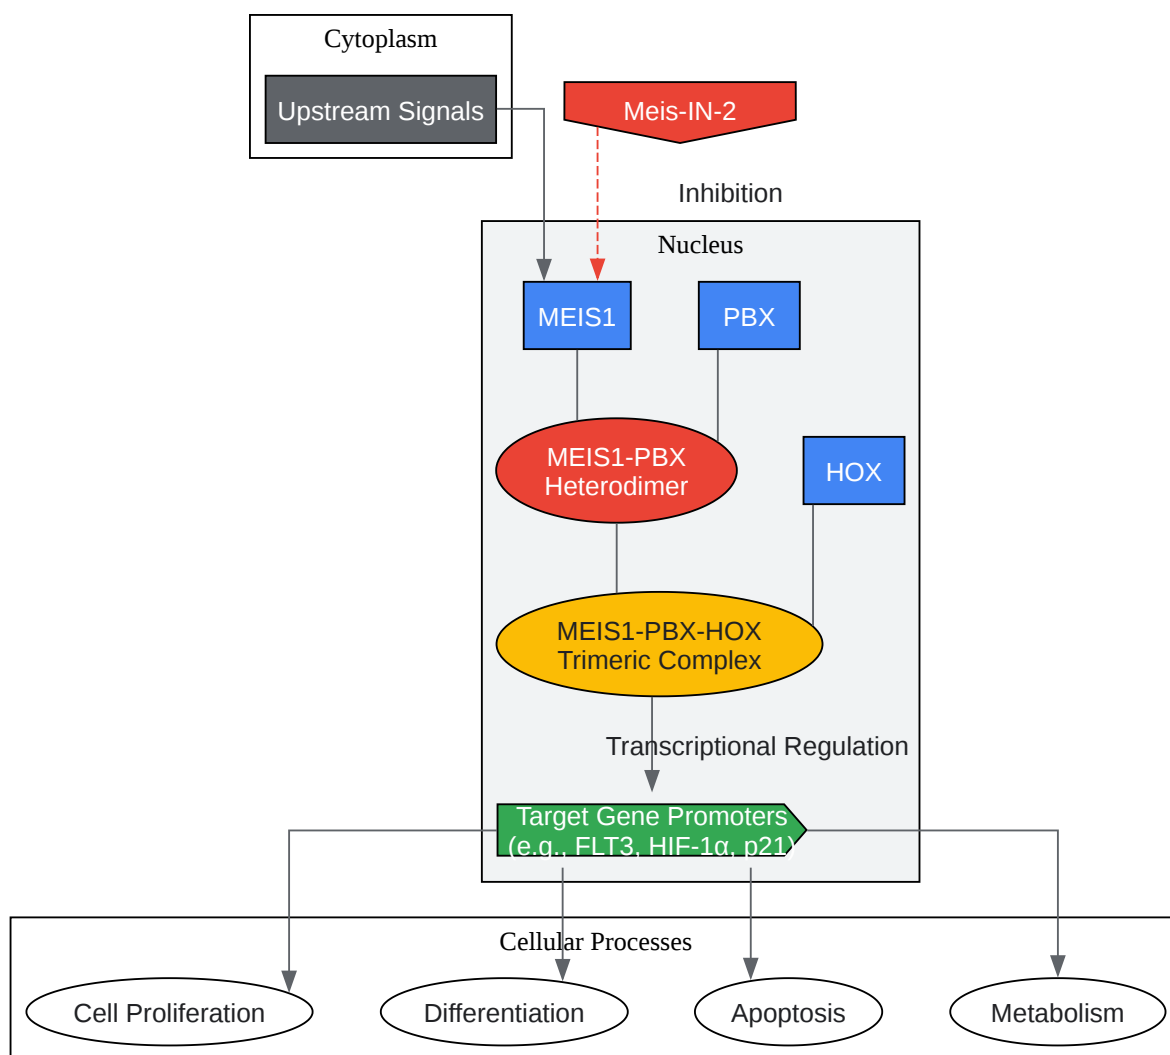 Cytoplasm
Upstream Signals
Meis-IN-2
Inhibition
Nucleus
MEIS1
PBX
MEIS1-PBX
Heterodimer
HOX
MEIS1-PBX-HOX
Trimeric Complex
Transcriptional Regulation
Target Gene Promoters
(e.g., FLT3, HIF-1α, p21)
Cellular Processes
Cell Proliferation
Differentiation
Apoptosis
Metabolism